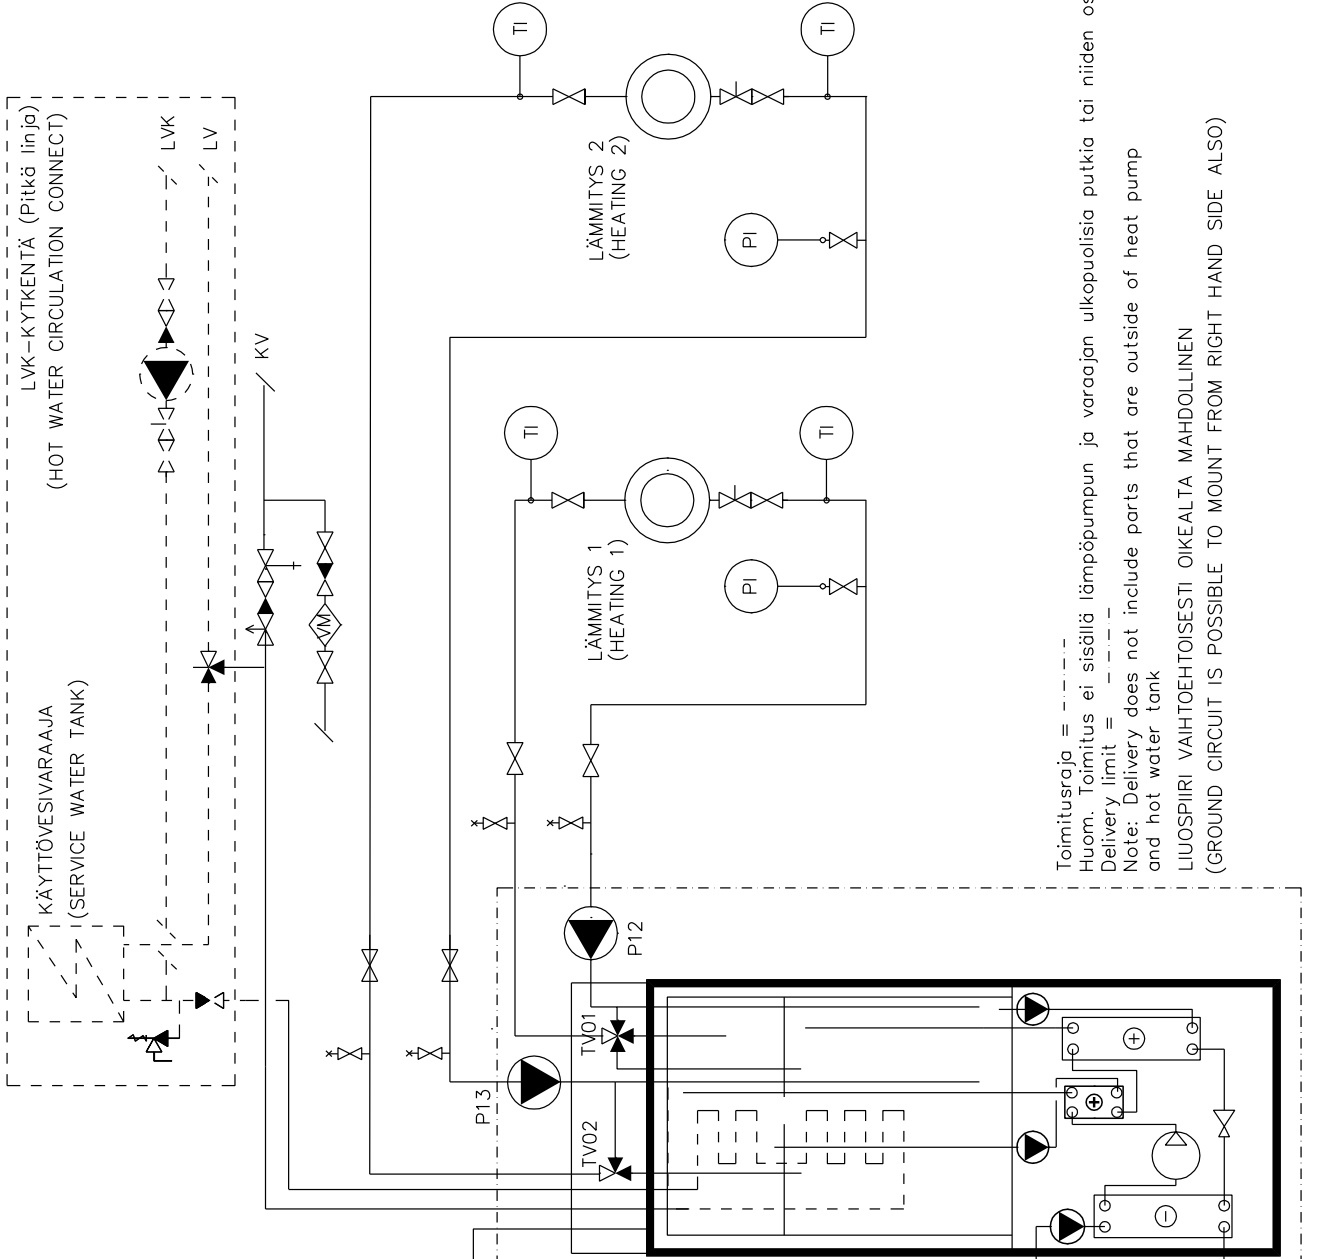 LVK-KYTKENTÄ (Pitkä linja)
(HOT WATER CIRCULATION CONNECT)
LVK
LV
KV
KÄYTTÖVESIVARAAJA
(SERVICE WATER TANK)
VM
TI
TI
LÄMMITYS 2
(HEATING 2)
PI
TI
TI
LÄMMITYS 1
(HEATING 1)
PI
P12
P13
TV01
TV02
Toimitusraja =
Huom. Toimitus ei sisällä lämpöpumpun ja varaajan ulkopuolisia putkia tai niiden os
Delivery limit =
Note: Delivery does not include parts that are outside of heat pump
and hot water tank
LIUOSPIIRI VAIHTOEHTOISESTI OIKEALTA MAHDOLLINEN
(GROUND CIRCUIT IS POSSIBLE TO MOUNT FROM RIGHT HAND SIDE ALSO)
+
+
-